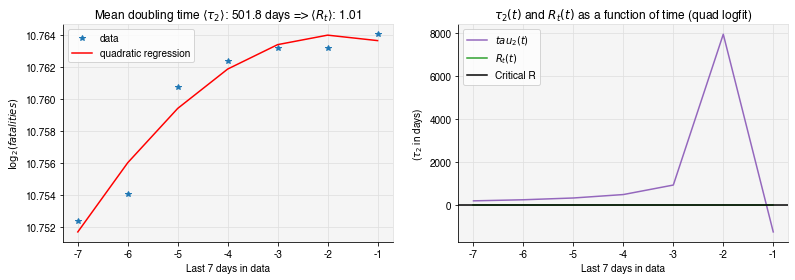 Mean doubling time ⟨τ₂⟩: 501.8 days => ⟨Rₜ⟩: 1.01
log₂(fatalities)
10.764
10.762
10.760
10.758
10.756
10.754
10.752
data
quadratic regression
-7 -6 -5 -4 -3 -2 -1
Last 7 days in data
τ₂(t) and Rₜ(t) as a function of time (quad logfit)
(τ₂ in days)
8000
6000
4000
2000
0
tau₂(t)
Rₜ(t)
Critical R
-7 -6 -5 -4 -3 -2 -1
Last 7 days in data